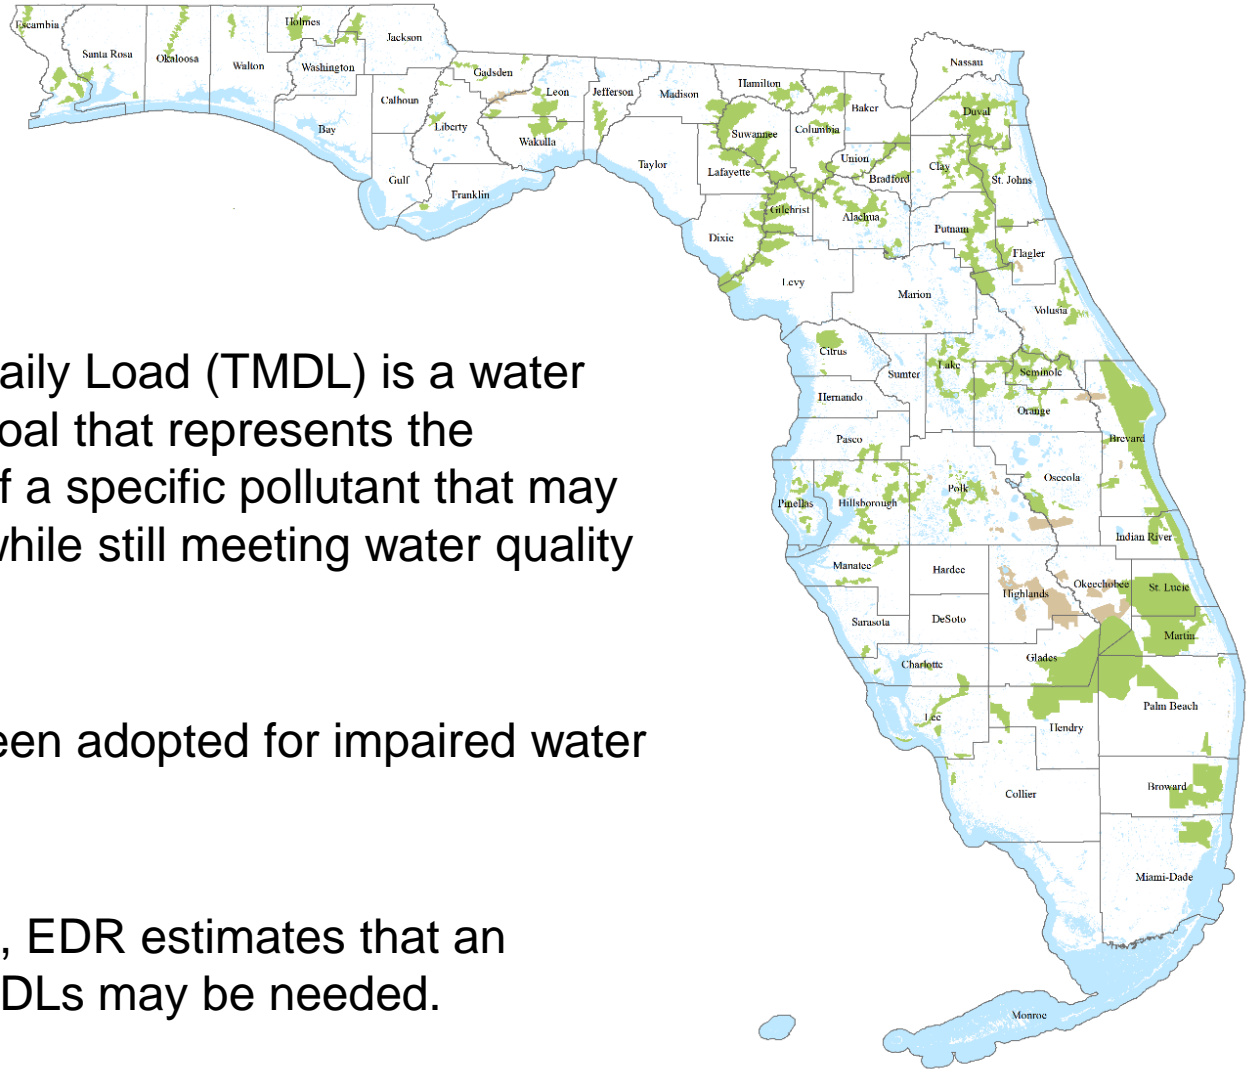 Escambia
Santa Rosa
Okaloosa
Walton
Holmes
Washington
Jackson
Calhoun
Bay
Gulf
Gadsden
Liberty
Franklin
Leon
Wakulla
Jefferson
Madison
Taylor
Hamilton
Suwannee
Lafayette
Dixie
Columbia
Gilchrist
Levy
Baker
Union
Bradford
Alachua
Nassau
Duval
Clay
St. Johns
Putnam
Flagler
Marion
Volusia
aily Load (TMDL) is a water
oal that represents the
f a specific pollutant that may
while still meeting water quality
een adopted for impaired water
, EDR estimates that an
DLs may be needed.
Citrus
Sumter
Lake
Seminole
Hernando
Orange
Pasco
Brevard
Osceola
Pinellas
Hillsborough
Polk
Indian River
Manatee
Hardee
Highlands
Okeechobee
St. Lucie
Sarasota
DeSoto
Martin
Charlotte
Glades
Lee
Hendry
Palm Beach
Collier
Broward
Miami-Dade
Monroe